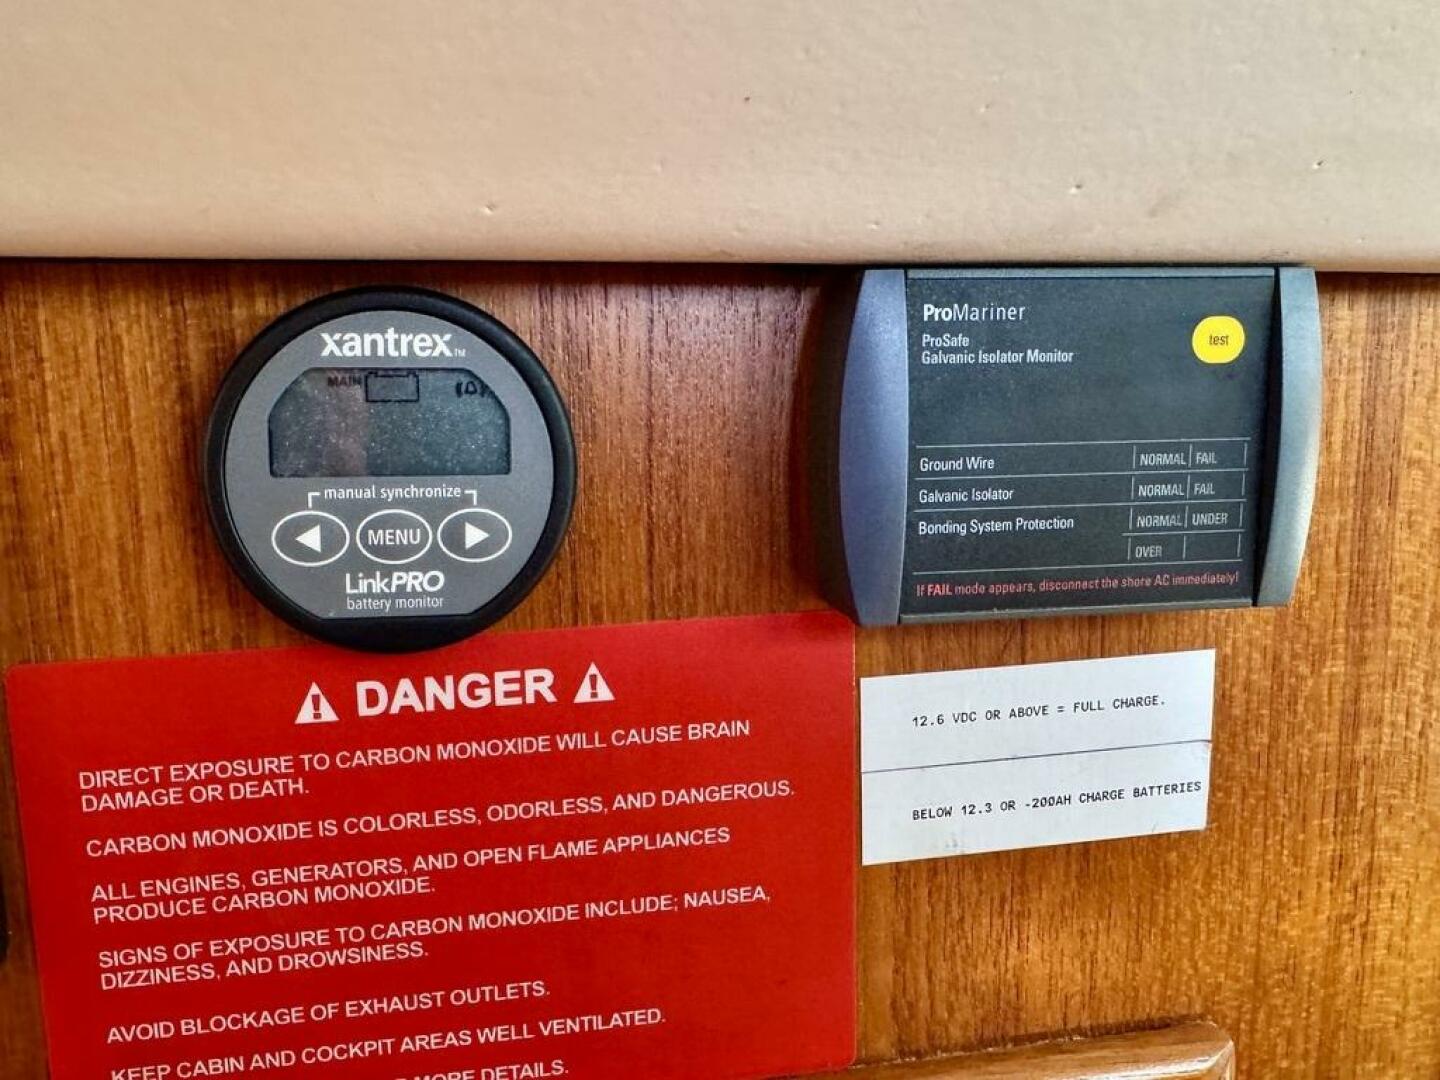 xantrex™
MAIN
manual synchronize
MENU
LinkPRO
battery monitor
ProMariner
ProSafe
Galvanic Isolator Monitor
test
Ground Wire NORMAL FAIL
Galvanic Isolator NORMAL FAIL
Bonding System Protection NORMAL UNDER
OVER
If FAIL mode appears, disconnect the shore AC immediately!
DANGER
DIRECT EXPOSURE TO CARBON MONOXIDE WILL CAUSE BRAIN
DAMAGE OR DEATH.
CARBON MONOXIDE IS COLORLESS, ODORLESS, AND DANGEROUS.
ALL ENGINES, GENERATORS, AND OPEN FLAME APPLIANCES
PRODUCE CARBON MONOXIDE.
SIGNS OF EXPOSURE TO CARBON MONOXIDE INCLUDE; NAUSEA,
DIZZINESS, AND DROWSINESS.
AVOID BLOCKAGE OF EXHAUST OUTLETS.
KEEP CABIN AND COCKPIT AREAS WELL VENTILATED.
MORE DETAILS.
12.6 VDC OR ABOVE = FULL CHARGE.
BELOW 12.3 OR -200AH CHARGE BATTERIES